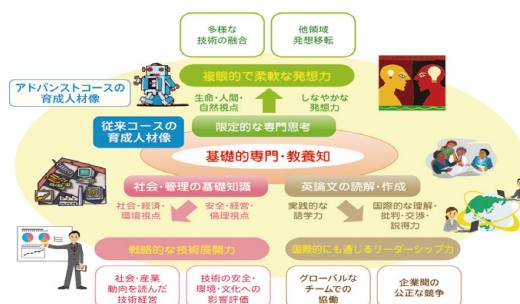 多様な
技術の融合
他領域
発想移転
複眼的で柔軟な発想力
アドバンストコースの
育成人材像
生命・人間・
自然視点
しなやかな
発想力
従来コースの
育成人材像
限定的な専門思考
基礎的専門・教養知
社会・管理の基礎知識
英論文の読解・作成
社会・経済・
環境視点
安全・経営・
倫理視点
実践的な
語学力
国際的な理解・
批判・交渉・
説得力
戦略的な技術展開力
国際的にも通じるリーダーシップ力
社会・産業
動向を読んだ
技術経営
技術の安全・
環境・文化への
影響評価
グローバルな
チームでの
協働
企業間の
公正な競争